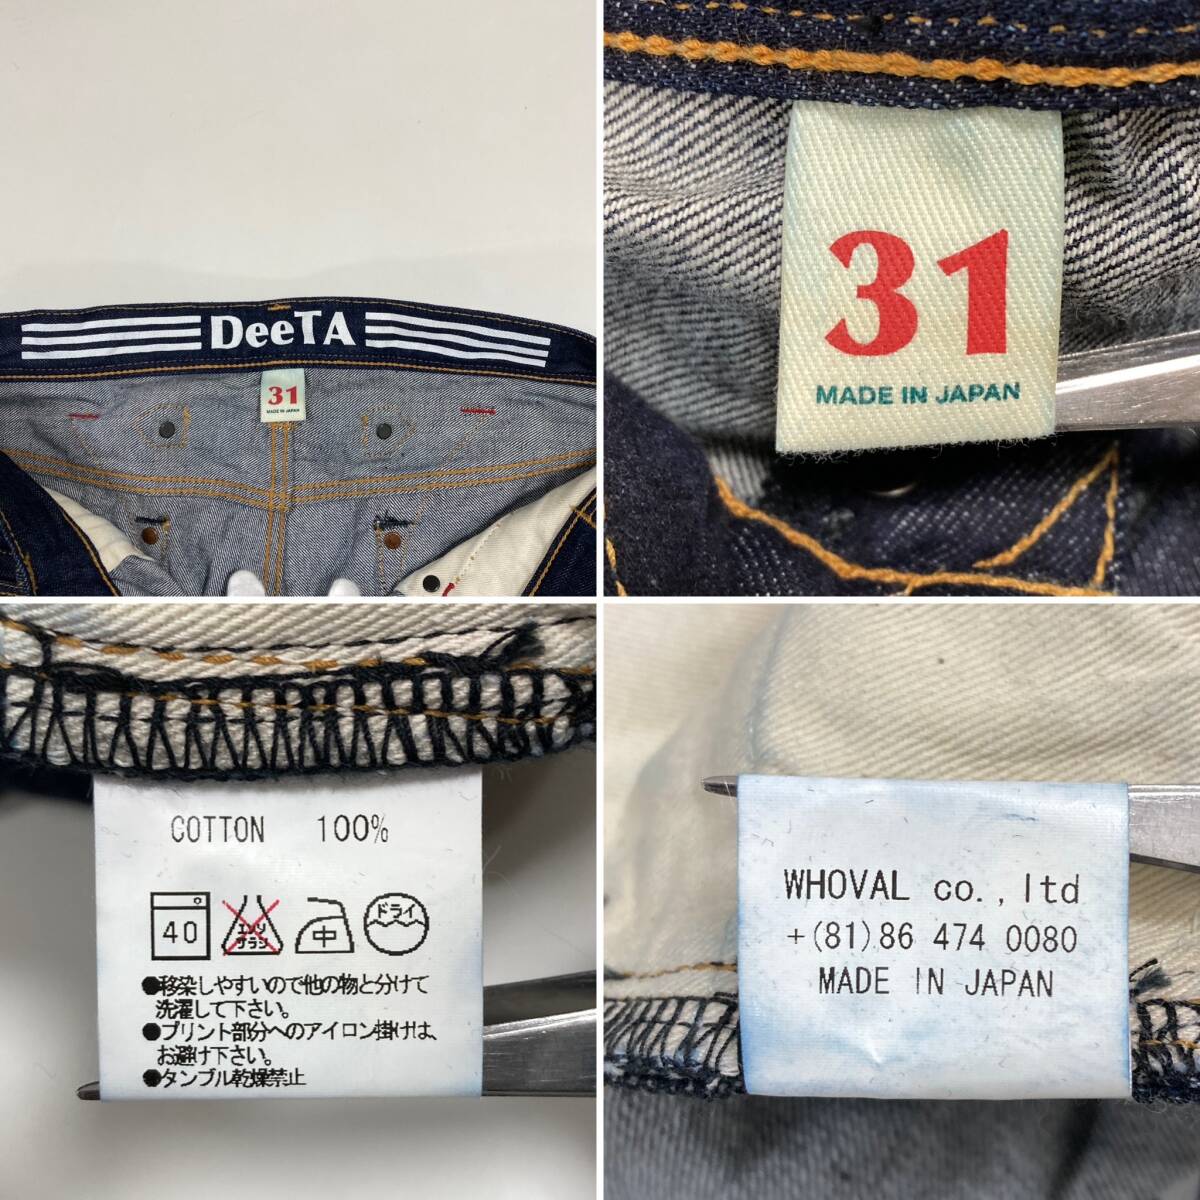 DeeTA
31
MADE IN JAPAN
31
MADE IN JAPAN
COTTON 100%
40
エンソ
サラシ
中
ドライ
●移染しやすいので他の物と分けて
洗濯して下さい。
●プリント部分へのアイロン掛けは、
お避け下さい。
●タンブル乾燥禁止
WHOVAL co.,ltd
+(81)86 474 0080
MADE IN JAPAN